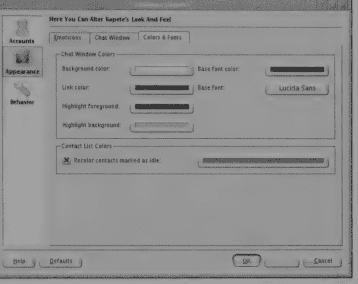 Here You Can Alter Kopete's Look And Feel
Accounts
Appearance
Behavior
Emoticons Chat Window Colors & Fonts
Chat Window Colors
Background color: Base font color:
Link color: Base font: Lucida Sans
Highlight foreground:
Highlight background:
Contact List Colors
Recolor contacts marked as idle:
Help Defaults OK Cancel